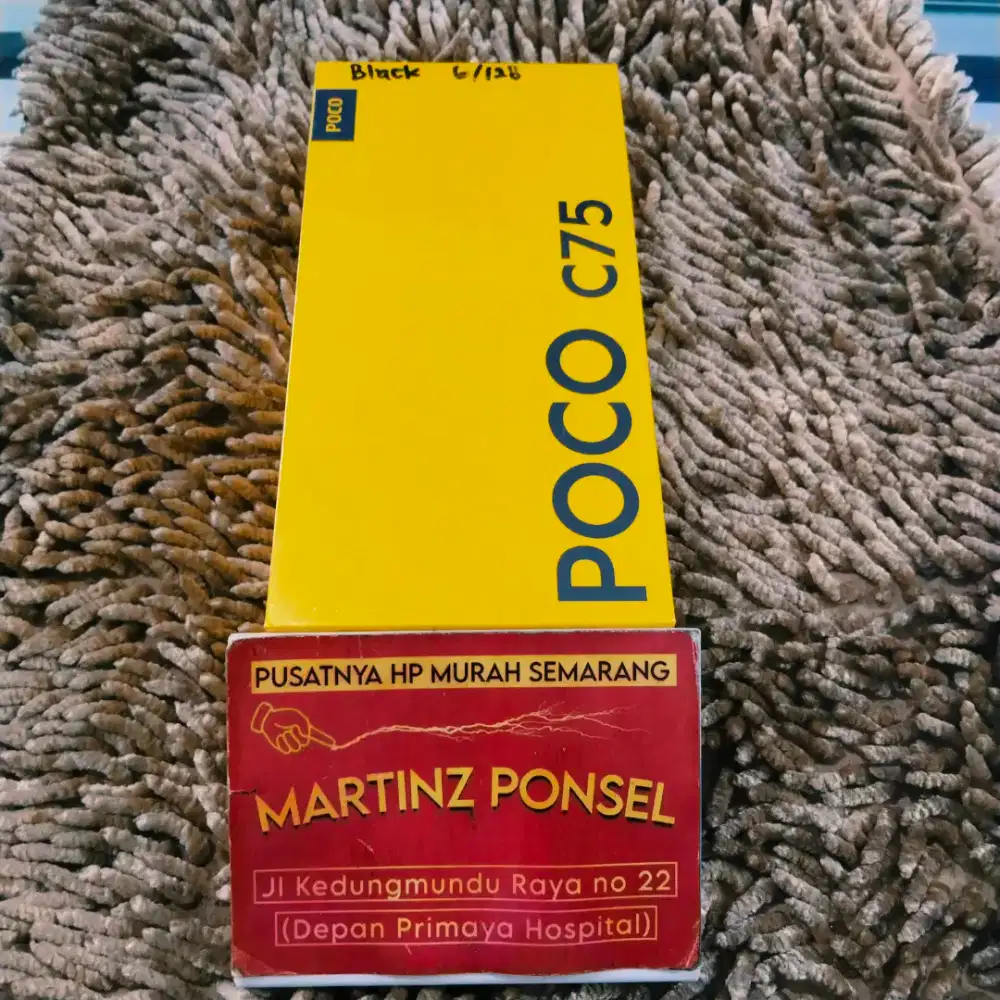 Black 6/128
POCO
POCO C75
PUSATNYA HP MURAH SEMARANG
MARTINZ PONSEL
Jl Kedungmundu Raya no 22
(Depan Primaya Hospital)